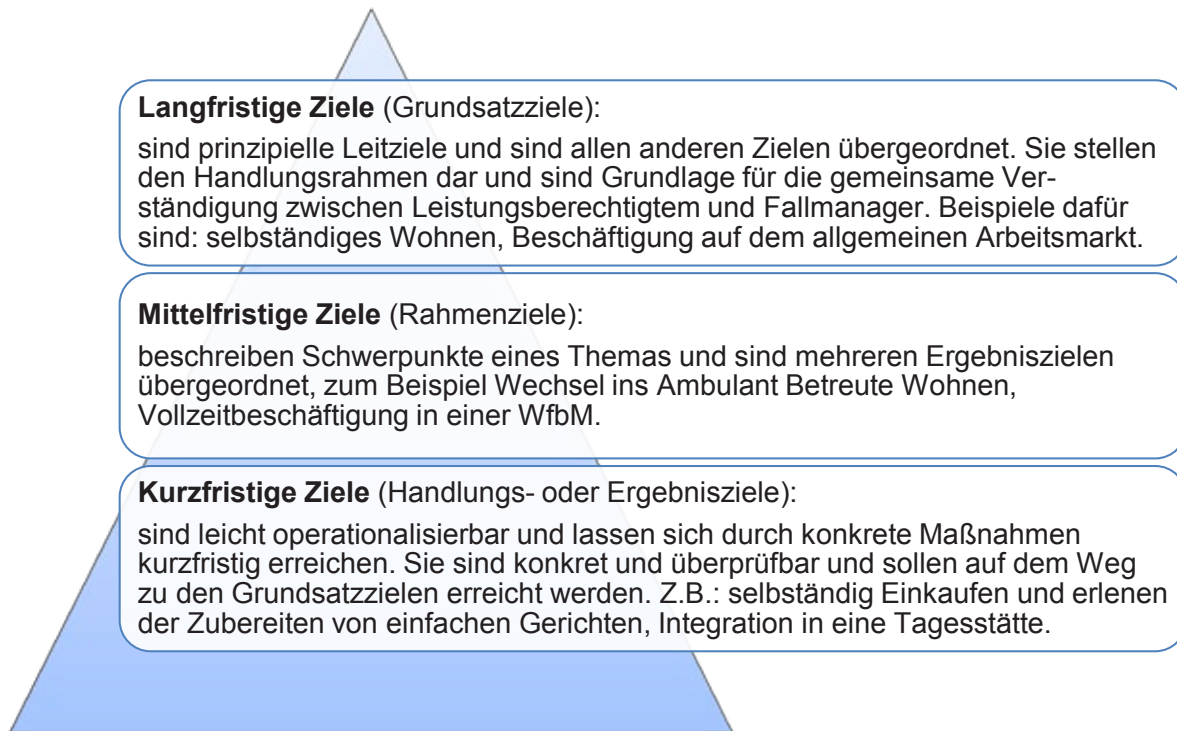 Langfristige Ziele (Grundsatzziele):
sind prinzipielle Leitziele und sind allen anderen Zielen übergeordnet. Sie stellen
den Handlungsrahmen dar und sind Grundlage für die gemeinsame Ver-
ständigung zwischen Leistungsberechtigtem und Fallmanager. Beispiele dafür
sind: selbständiges Wohnen, Beschäftigung auf dem allgemeinen Arbeitsmarkt.
Mittelfristige Ziele (Rahmenziele):
beschreiben Schwerpunkte eines Themas und sind mehreren Ergebniszielen
übergeordnet, zum Beispiel Wechsel ins Ambulant Betreute Wohnen,
Vollzeitbeschäftigung in einer WfbM.
Kurzfristige Ziele (Handlungs- oder Ergebnisziele):
sind leicht operationalisierbar und lassen sich durch konkrete Maßnahmen
kurzfristig erreichen. Sie sind konkret und überprüfbar und sollen auf dem Weg
zu den Grundsatzzielen erreicht werden. Z.B.: selbständig Einkaufen und erlenen
der Zubereiten von einfachen Gerichten, Integration in eine Tagesstätte.